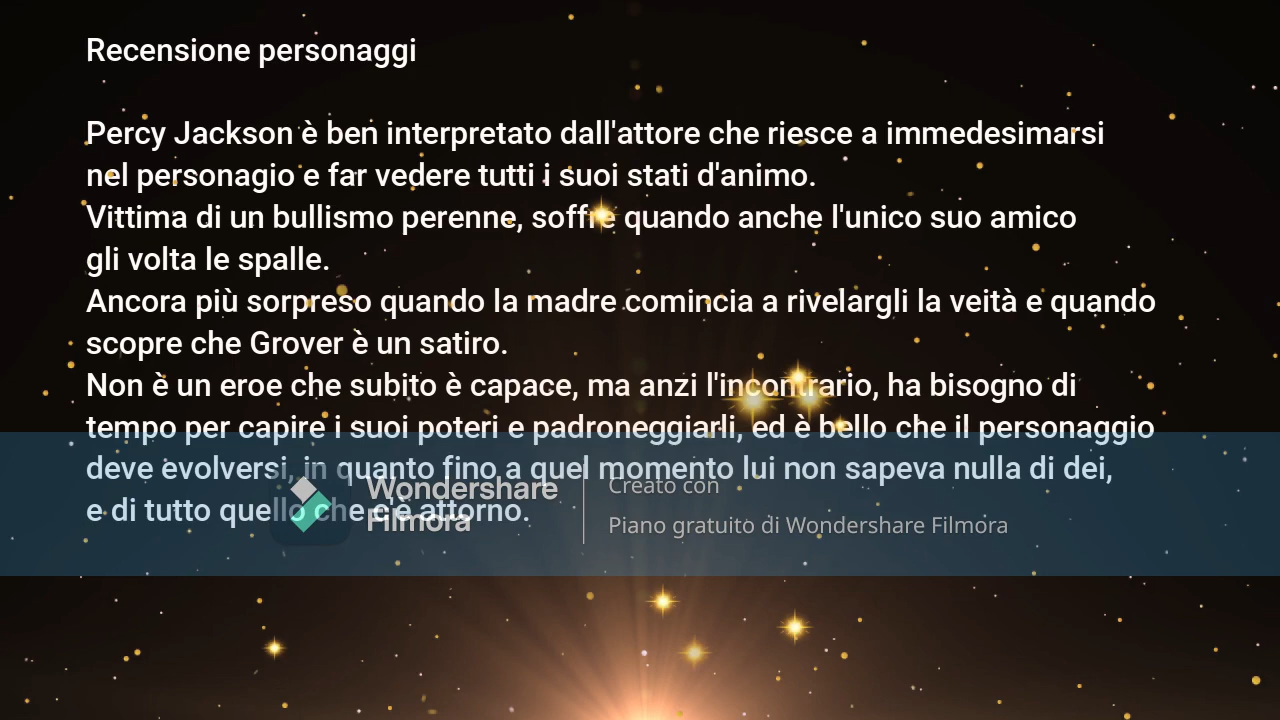 Recensione personaggi
Percy Jackson è ben interpretato dall'attore che riesce a immedesimarsi
nel personagio e far vedere tutti i suoi stati d'animo.
Vittima di un bullismo perenne, soffre quando anche l'unico suo amico
gli volta le spalle.
Ancora più sorpreso quando la madre comincia a rivelargli la veità e quando
scopre che Grover è un satiro.
Non è un eroe che subito è capace, ma anzi l'incontrario, ha bisogno di
tempo per capire i suoi poteri e padroneggiarli, ed è bello che il personaggio
deve evolversi, in quanto fino a quel momento lui non sapeva nulla di dei,
e di tutto quello che c'è attorno.
Wondershare
Filmora
Creato con
Piano gratuito di Wondershare Filmora